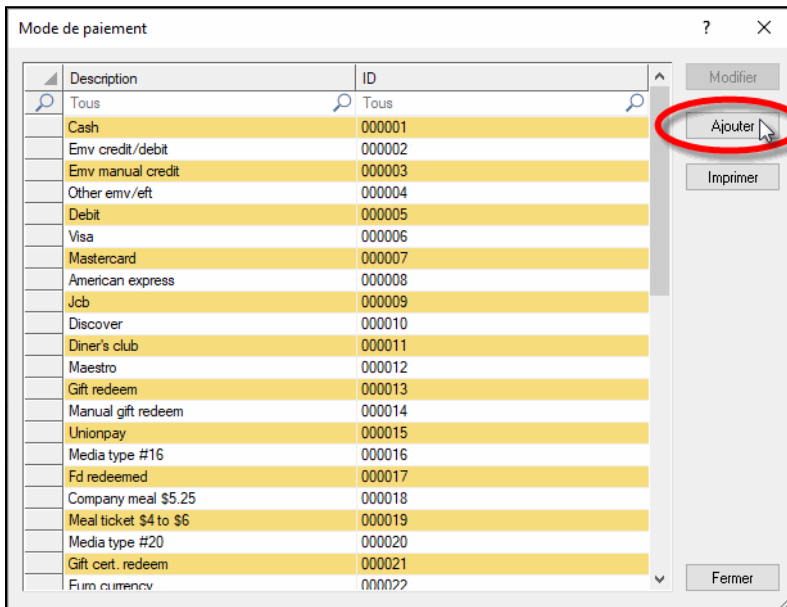 Mode de paiement ?
Description ID Modifier
Tous Tous
Cash 000001 Ajouter
Emv credit/debit 000002
Emv manual credit 000003 Imprimer
Other emv/eft 000004
Debit 000005
Visa 000006
Mastercard 000007
American express 000008
Jcb 000009
Discover 000010
Diner's club 000011
Maestro 000012
Gift redeem 000013
Manual gift redeem 000014
Unionpay 000015
Media type #16 000016
Fd redeemed 000017
Company meal $5.25 000018
Meal ticket $4 to $6 000019
Media type #20 000020
Gift cert. redeem 000021 Fermer
Euro currency 000022